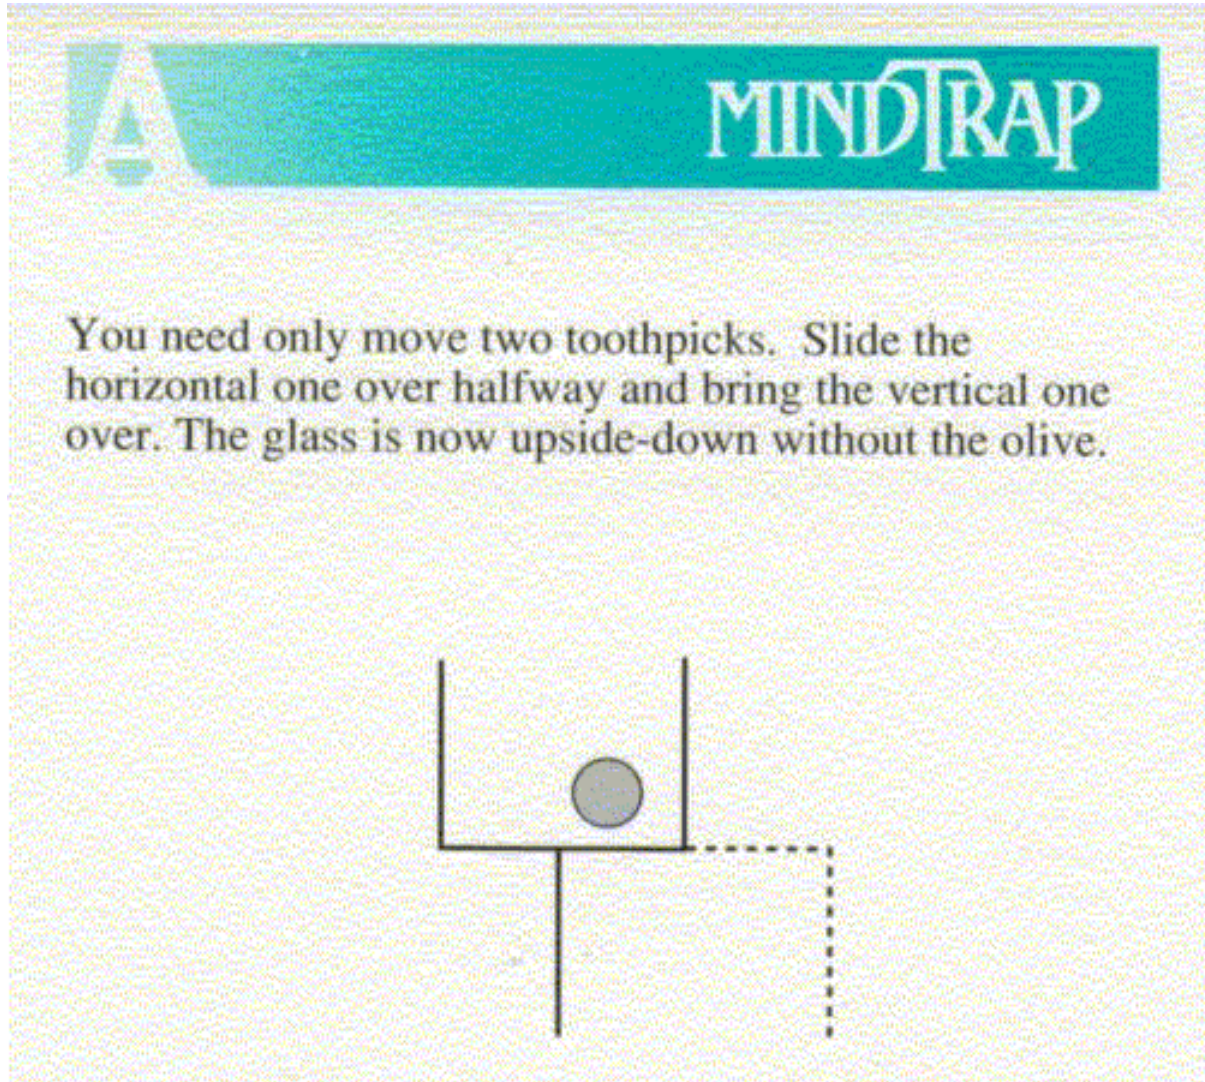 A
MINDTRAP
You need only move two toothpicks. Slide the
horizontal one over halfway and bring the vertical one
over. The glass is now upside-down without the olive.